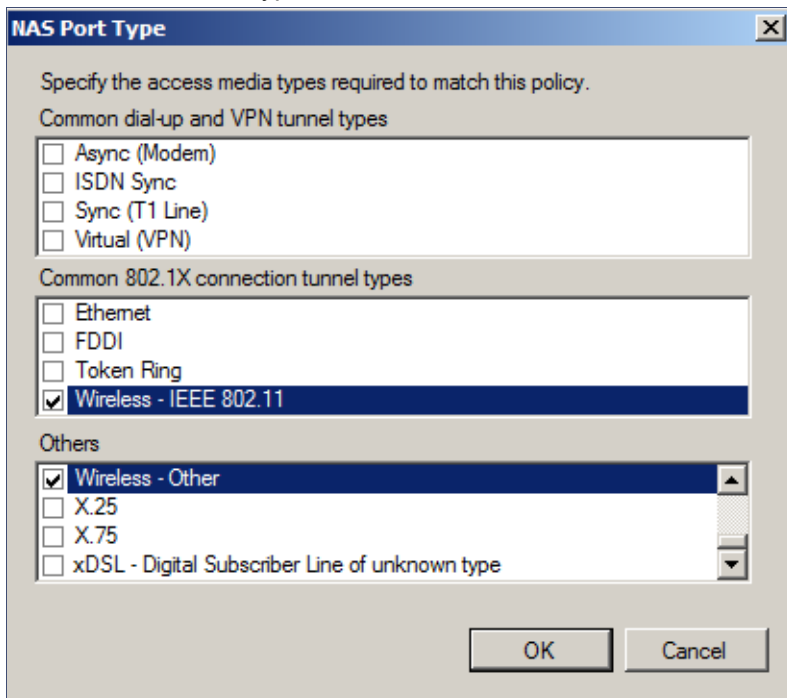 NAS Port Type
Specify the access media types required to match this policy.
Common dial-up and VPN tunnel types
Async (Modem)
ISDN Sync
Sync (T1 Line)
Virtual (VPN)
Common 802.1X connection tunnel types
Ethernet
FDDI
Token Ring
Wireless - IEEE 802.11
Others
Wireless - Other
X.25
X.75
xDSL - Digital Subscriber Line of unknown type
OK Cancel